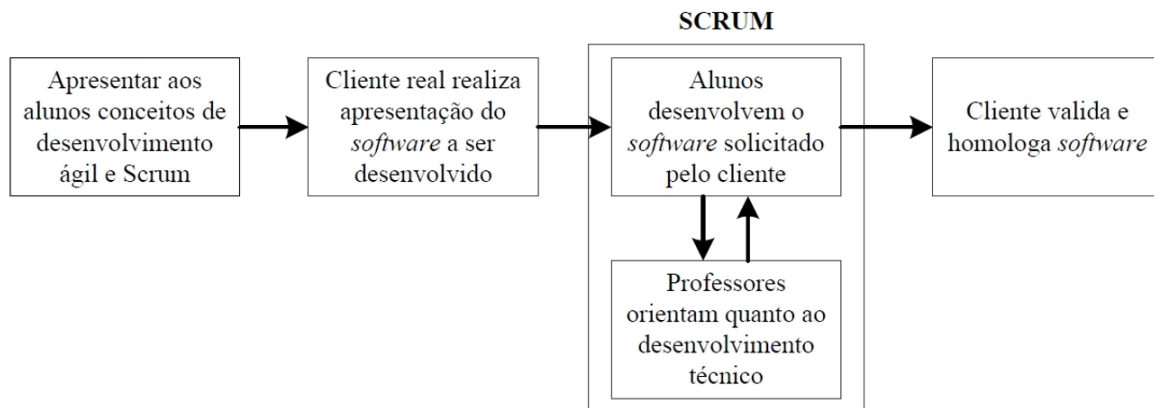 SCRUM
Apresentar aos
alunos conceitos de
desenvolvimento
ágil e Scrum
Cliente real realiza
apresentação do
software a ser
desenvolvido
Alunos
desenvolvem o
software solicitado
pelo cliente
Cliente valida e
homologa software
Professores
orientam quanto ao
desenvolvimento
técnico